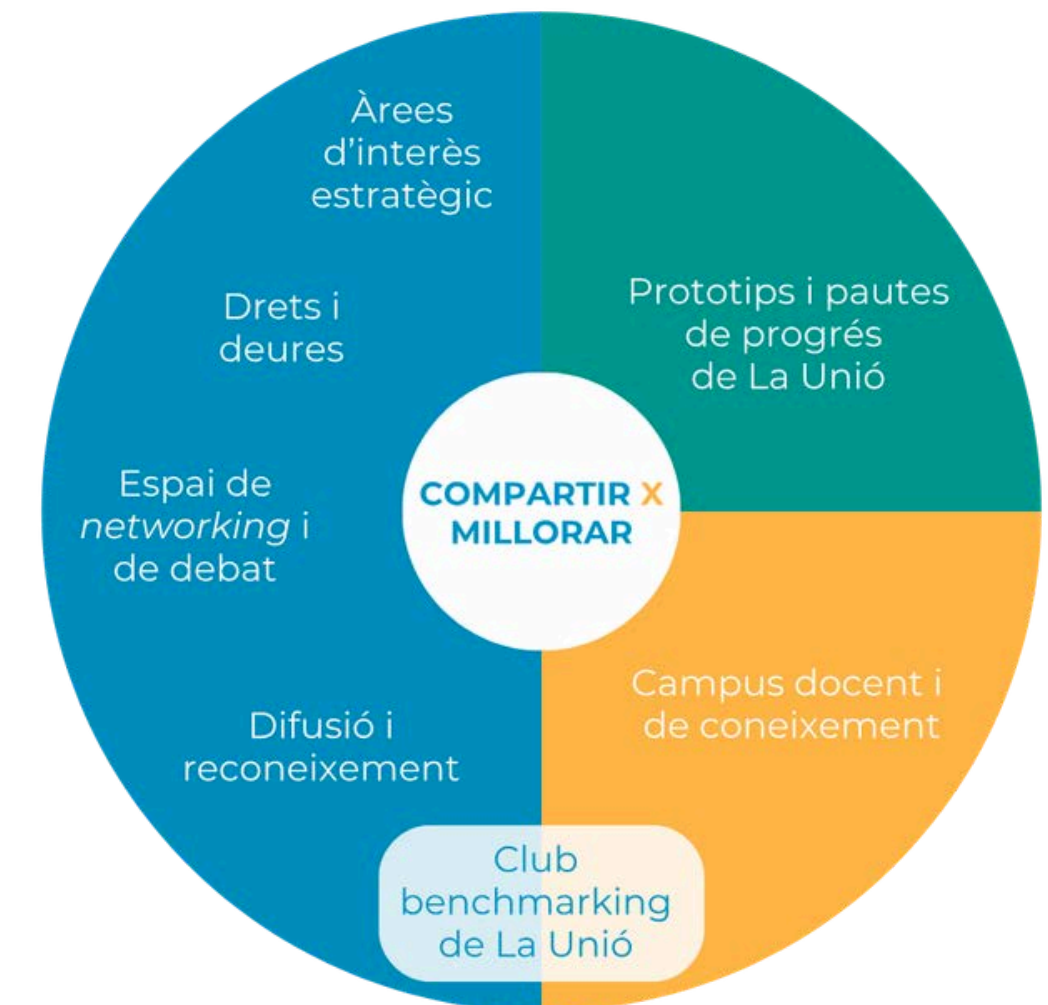 Àrees
d’interès
estratègic
Drets i
deures
Espai de
networking i
de debat
Difusió i
reconeixement
Prototips i pautes
de progrés
de La Unió
COMPARTIR X
MILLORAR
Campus docent i
de coneixement
Club
benchmarking
de La Unió